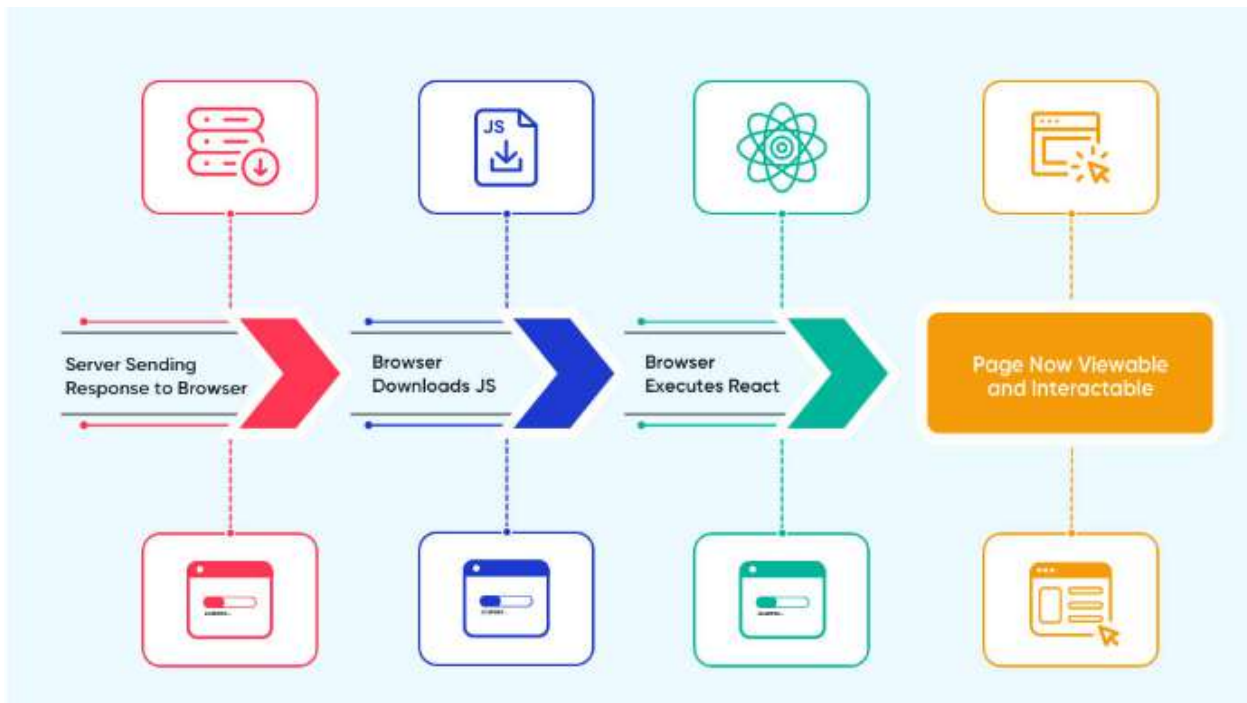 JS
Server Sending
Response to Browser
Browser
Downloads JS
Browser
Executes React
Page Now Viewable
and Interactable